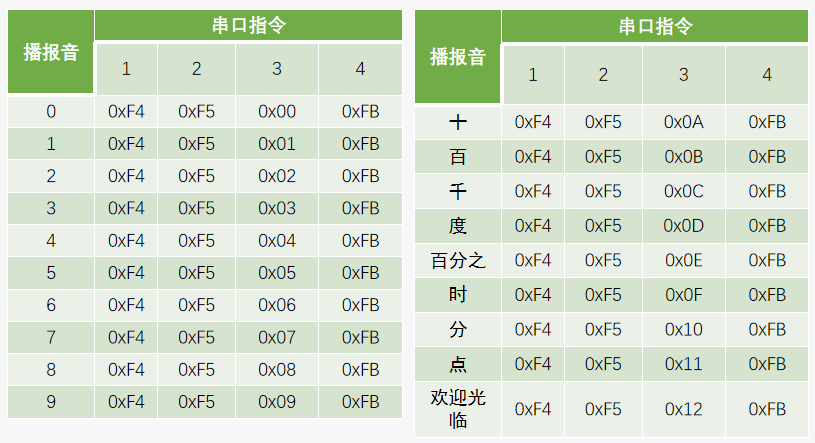 播报音 串口指令
1 2 3 4
0 0xF4 0xF5 0x00 0xFB
1 0xF4 0xF5 0x01 0xFB
2 0xF4 0xF5 0x02 0xFB
3 0xF4 0xF5 0x03 0xFB
4 0xF4 0xF5 0x04 0xFB
5 0xF4 0xF5 0x05 0xFB
6 0xF4 0xF5 0x06 0xFB
7 0xF4 0xF5 0x07 0xFB
8 0xF4 0xF5 0x08 0xFB
9 0xF4 0xF5 0x09 0xFB
播报音 串口指令
1 2 3 4
十 0xF4 0xF5 0x0A 0xFB
百 0xF4 0xF5 0x0B 0xFB
千 0xF4 0xF5 0x0C 0xFB
度 0xF4 0xF5 0x0D 0xFB
百分之 0xF4 0xF5 0x0E 0xFB
时 0xF4 0xF5 0x0F 0xFB
分 0xF4 0xF5 0x10 0xFB
点 0xF4 0xF5 0x11 0xFB
欢迎光
临 0xF4 0xF5 0x12 0xFB